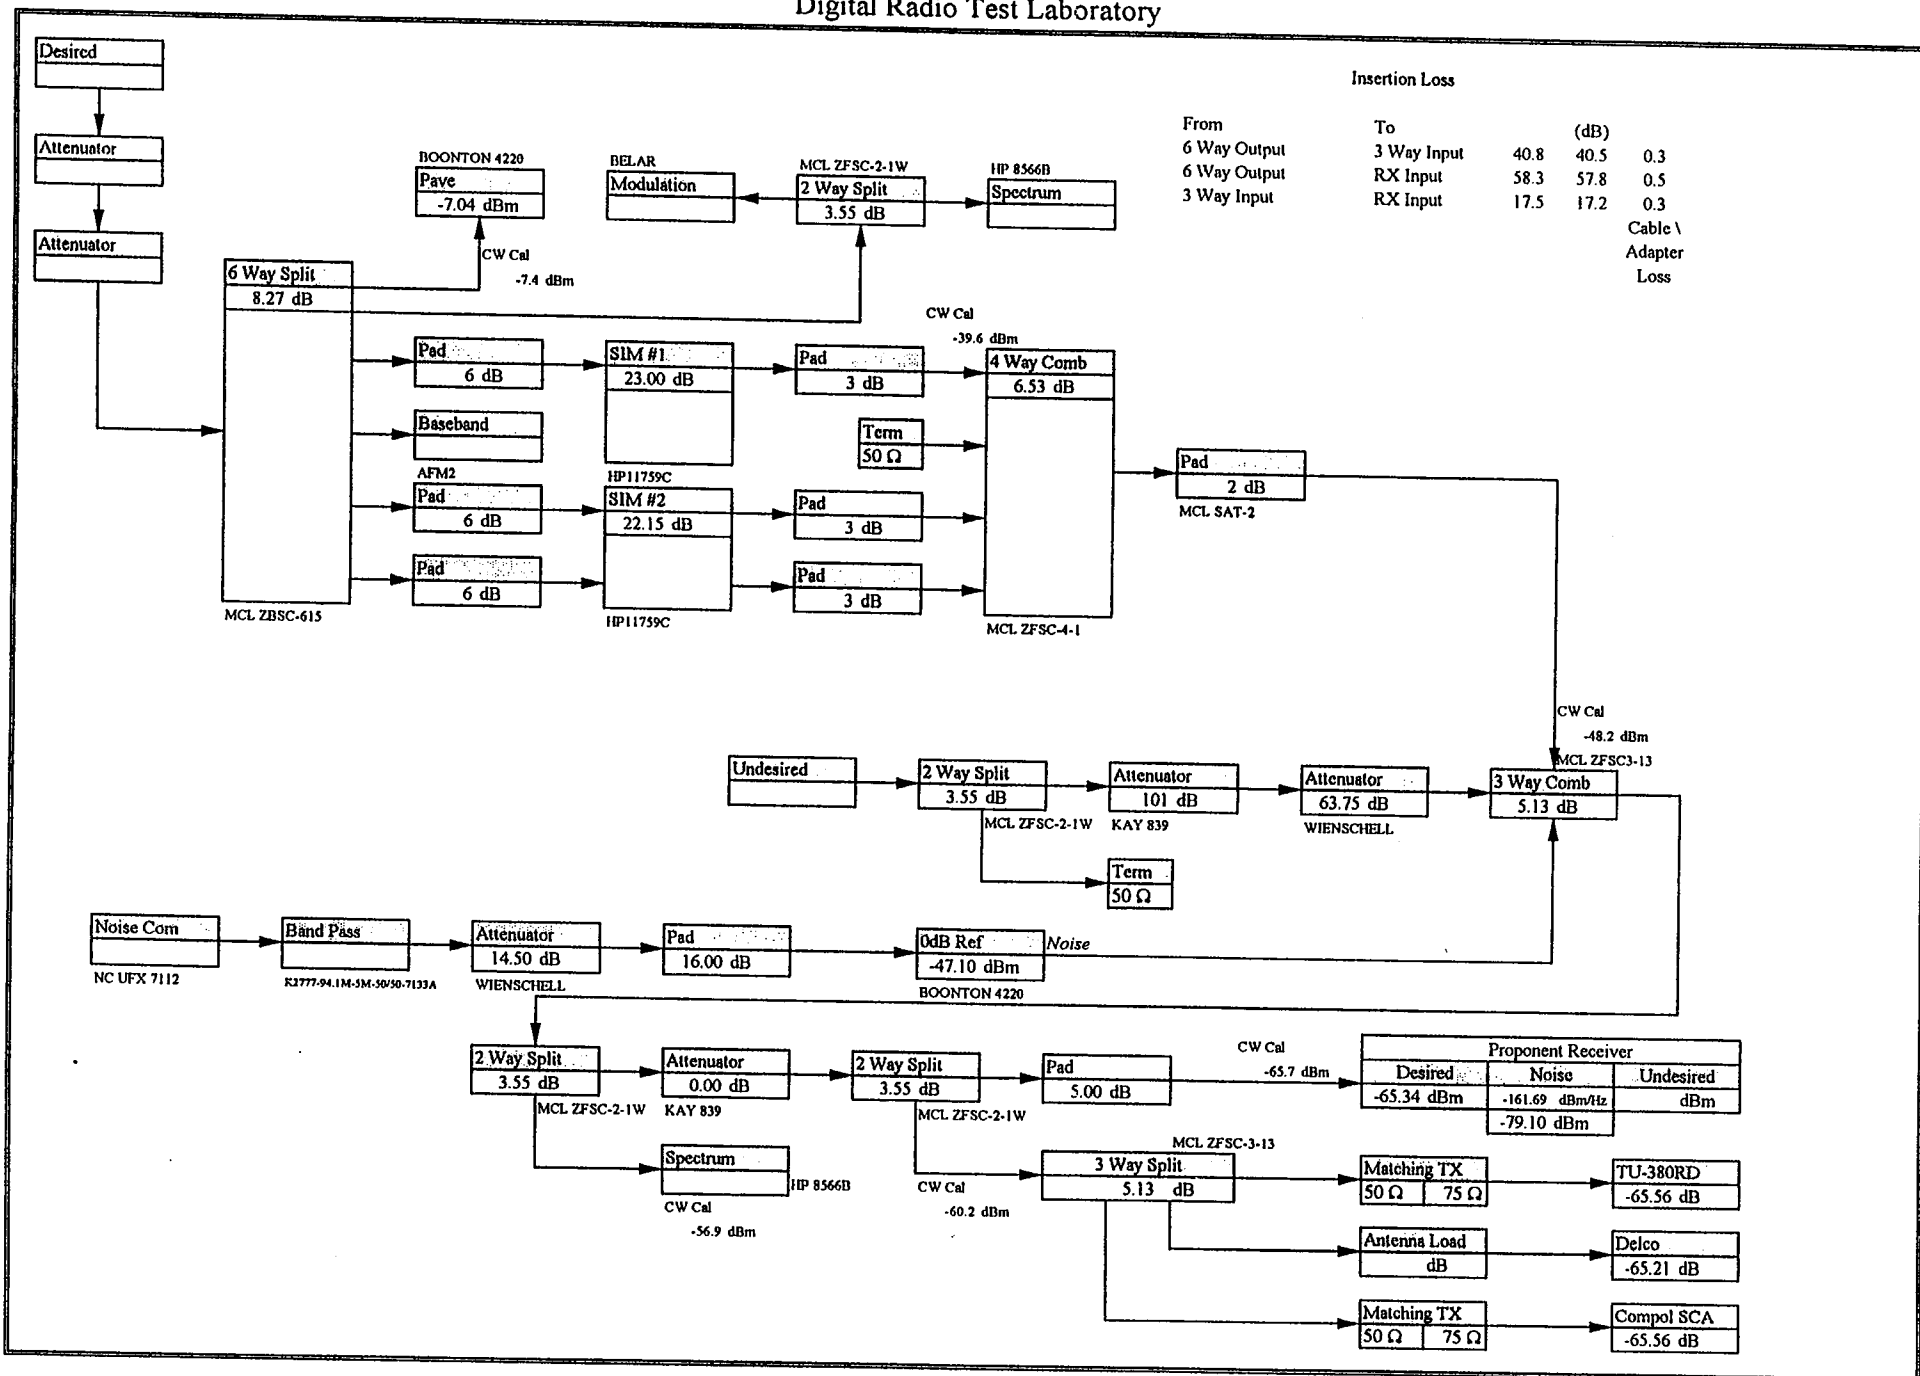 Digital Radio Test Laboratory
Desired
Attenuator
Attenuator
Insertion Loss
From To (dB)
6 Way Output 3 Way Input 40.8 40.5 0.3
6 Way Output RX Input 58.3 57.8 0.5
3 Way Input RX Input 17.5 17.2 0.3
Cable \
Adapter
Loss
BOONTON 4220
Pave
-7.04 dBm
CW Cal
-7.4 dBm
BELAR
Modulation
MCL ZFSC-2-1W
2 Way Split
3.55 dB
HP 8566B
Spectrum
6 Way Split
8.27 dB
MCL ZBSC-615
Pad
6 dB
SIM #1
23.00 dB
HP11759C
Pad
3 dB
CW Cal
-39.6 dBm
4 Way Comb
6.53 dB
MCL ZFSC-4-1
Baseband
AFM2
Term
50 Ω
Pad
6 dB
SIM #2
22.15 dB
HP11759C
Pad
3 dB
Pad
6 dB
Pad
3 dB
Pad
2 dB
MCL SAT-2
CW Cal
-48.2 dBm
MCL ZFSC3-13
3 Way Comb
5.13 dB
Undesired
2 Way Split
3.55 dB
MCL ZFSC-2-1W
Attenuator
101 dB
KAY 839
Attenuator
63.75 dB
WIENSCHELL
Term
50 Ω
Noise Com
NC UFX 7112
Band Pass
K2777-94.1M-5M-50/50-7133A
Attenuator
14.50 dB
WIENSCHELL
Pad
16.00 dB
0dB Ref
-47.10 dBm
Noise
BOONTON 4220
2 Way Split
3.55 dB
MCL ZFSC-2-1W
Attenuator
0.00 dB
KAY 839
2 Way Split
3.55 dB
MCL ZFSC-2-1W
Pad
5.00 dB
CW Cal
-65.7 dBm
Proponent Receiver
Desired Noise Undesired
-65.34 dBm -161.69 dBm/Hz dBm
-79.10 dBm
Spectrum
HP 8566B
CW Cal
-56.9 dBm
CW Cal
-60.2 dBm
MCL ZFSC-3-13
3 Way Split
5.13 dB
Matching TX
50 Ω 75 Ω
TU-380RD
-65.56 dB
Antenna Load
dB
Delco
-65.21 dB
Matching TX
50 Ω 75 Ω
Compol SCA
-65.56 dB